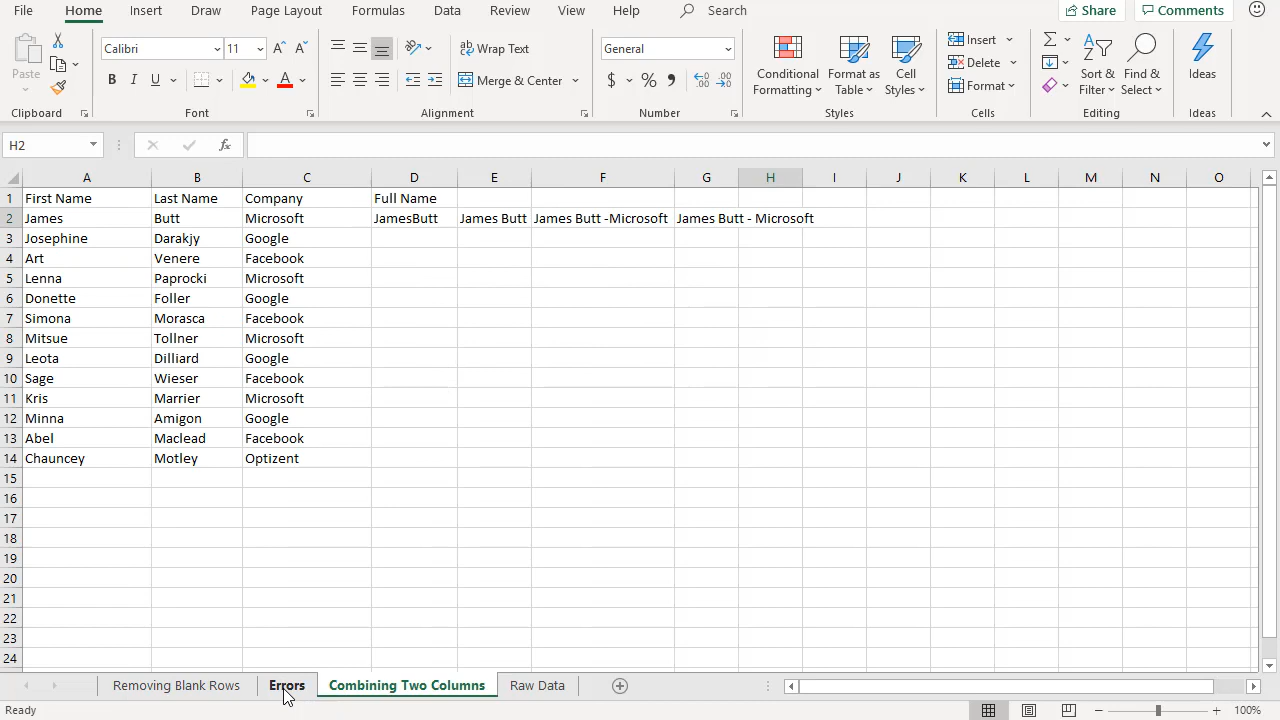 File Home Insert Draw Page Layout Formulas Data Review View Help Search Share Comments
Paste Calibri 11 A A Wrap Text General Insert Σ
B I U A Merge & Center $ % Conditional Formatting Format as Table Cell Styles Delete Format Sort & Filter Find & Select Ideas
Clipboard Font Alignment Number Styles Cells Editing
H2 fx
A B C D E F G H I J K L M N O
1 First Name Last Name Company Full Name
2 James Butt Microsoft JamesButt James Butt James Butt -Microsoft James Butt - Microsoft
3 Josephine Darakjy Google
4 Art Venere Facebook
5 Lenna Paprocki Microsoft
6 Donette Foller Google
7 Simona Morasca Facebook
8 Mitsue Tollner Microsoft
9 Leota Dilliard Google
10 Sage Wieser Facebook
11 Kris Marrier Microsoft
12 Minna Amigon Google
13 Abel Maclead Facebook
14 Chauncey Motley Optizent
15
16
17
18
19
20
21
22
23
24
Removing Blank Rows Errors Combining Two Columns Raw Data
Ready 100%